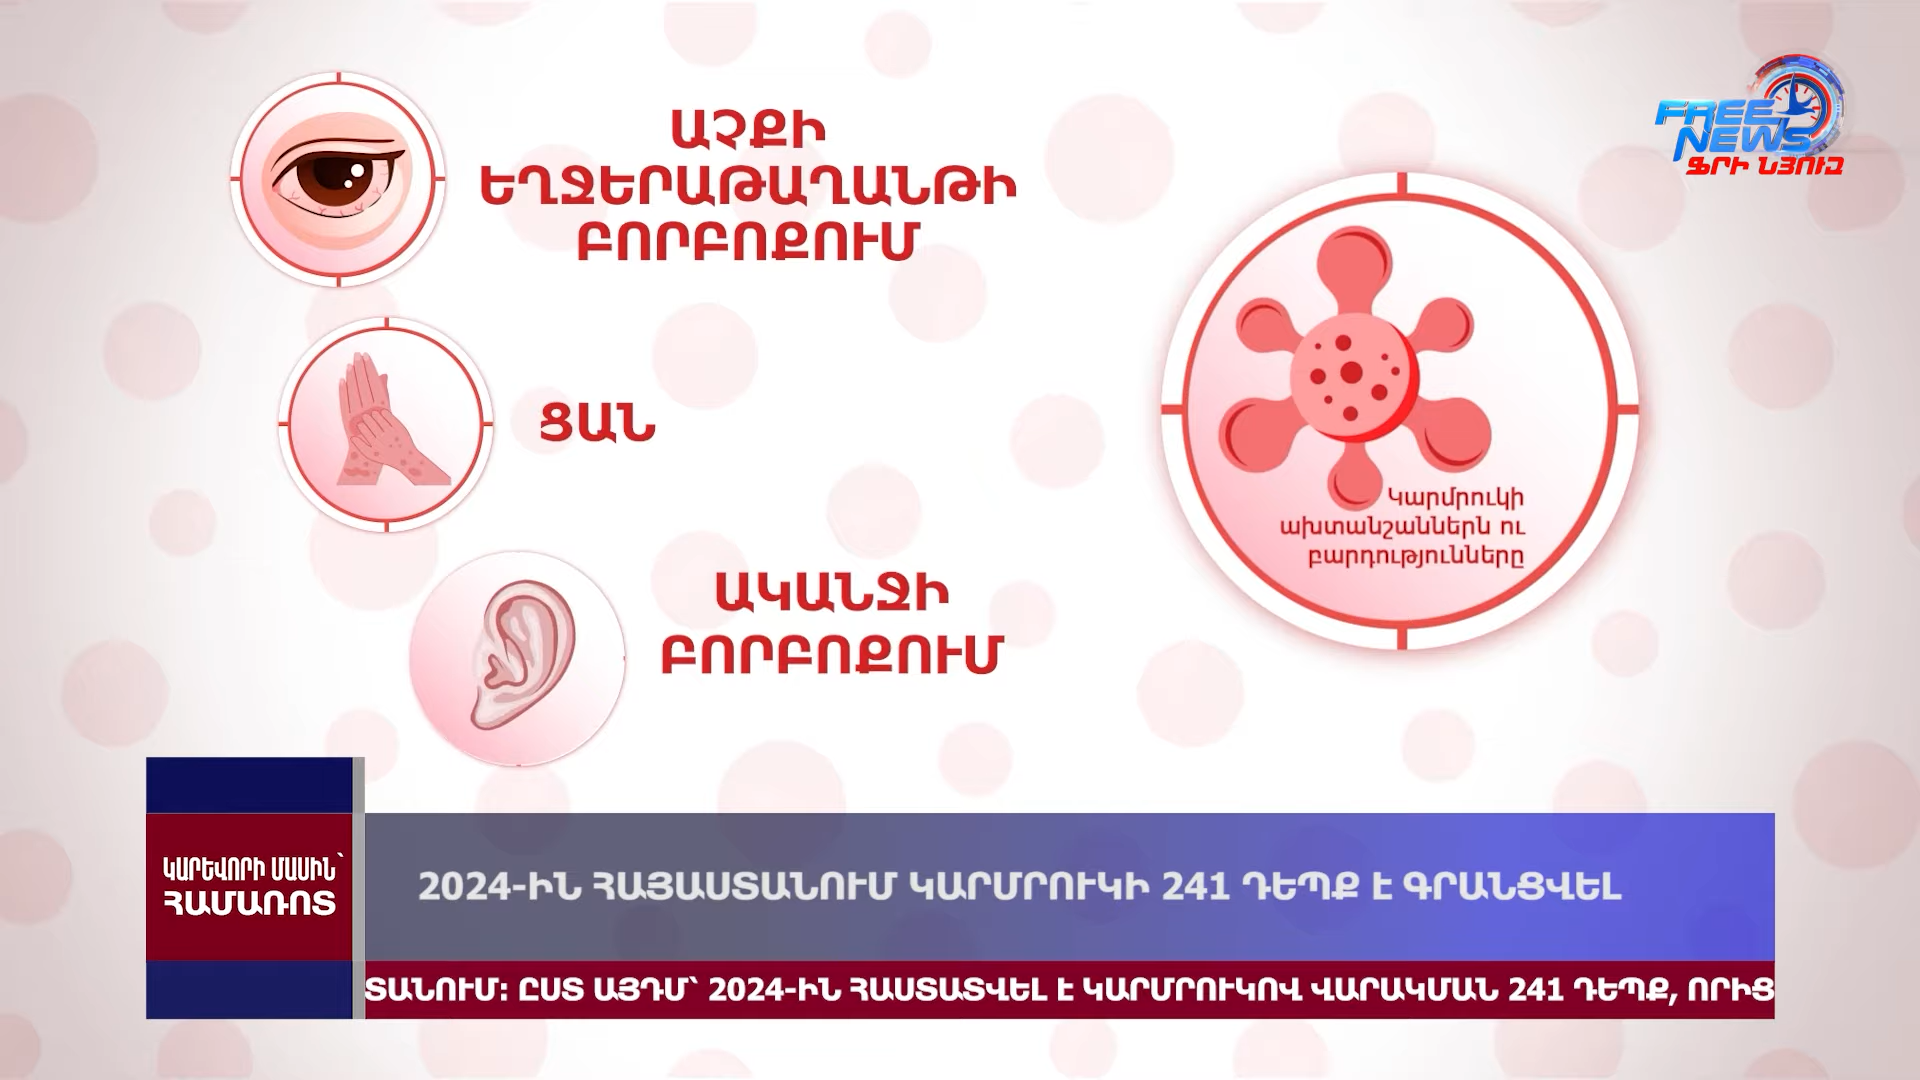 ԱՉՔԻ
ԵՂՋԵՐԱԹԱՂԱՆԹԻ
ԲՈՐԲՈՔՈՒՄ
ՑԱՆ
ԱԿԱՆՋԻ
ԲՈՐԲՈՔՈՒՄ
FREE
NEWS
ՖՐԻ ՆՅՈՒԶ
Կարմրուկի
ախտանշաններն ու
բարդությունները
ԿԱՐԵՎՈՐԻ ՄԱՍԻՆ՝
ՀԱՄԱՌՈՏ
2024-ԻՆ ՀԱՅԱՍՏԱՆՈՒՄ ԿԱՐՄՐՈՒԿԻ 241 ԴԵՊՔ Է ԳՐԱՆՑՎԵԼ
ՏԱՆՈՒՄ: ԸՍՏ ԱՅԴՄ՝ 2024-ԻՆ ՀԱՍՏԱՏՎԵԼ Է ԿԱՐՄՐՈՒԿՈՎ ՎԱՐԱԿՄԱՆ 241 ԴԵՊՔ, ՈՐԻՑ